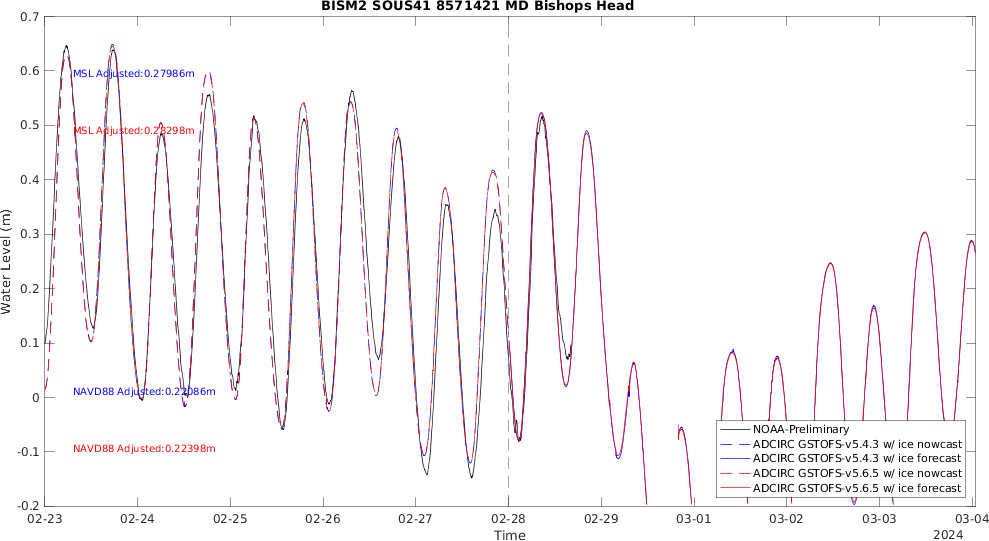 BISM2 SOUS41 8571421 MD Bishops Head
0.7
0.6
0.5
0.4
0.3
0.2
0.1
0
-0.1
-0.2
Water Level (m)
MSL Adjusted:0.27986m
MSL Adjusted:0.28298m
NAVD88 Adjusted:0.22086m
NAVD88 Adjusted:0.22398m
NOAA-Preliminary
ADCIRC GSTOFS-v5.4.3 w/ ice nowcast
ADCIRC GSTOFS-v5.4.3 w/ ice forecast
ADCIRC GSTOFS-v5.6.5 w/ ice nowcast
ADCIRC GSTOFS-v5.6.5 w/ ice forecast
02-23 02-24 02-25 02-26 02-27 02-28 02-29 03-01 03-02 03-03 03-04
Time
2024